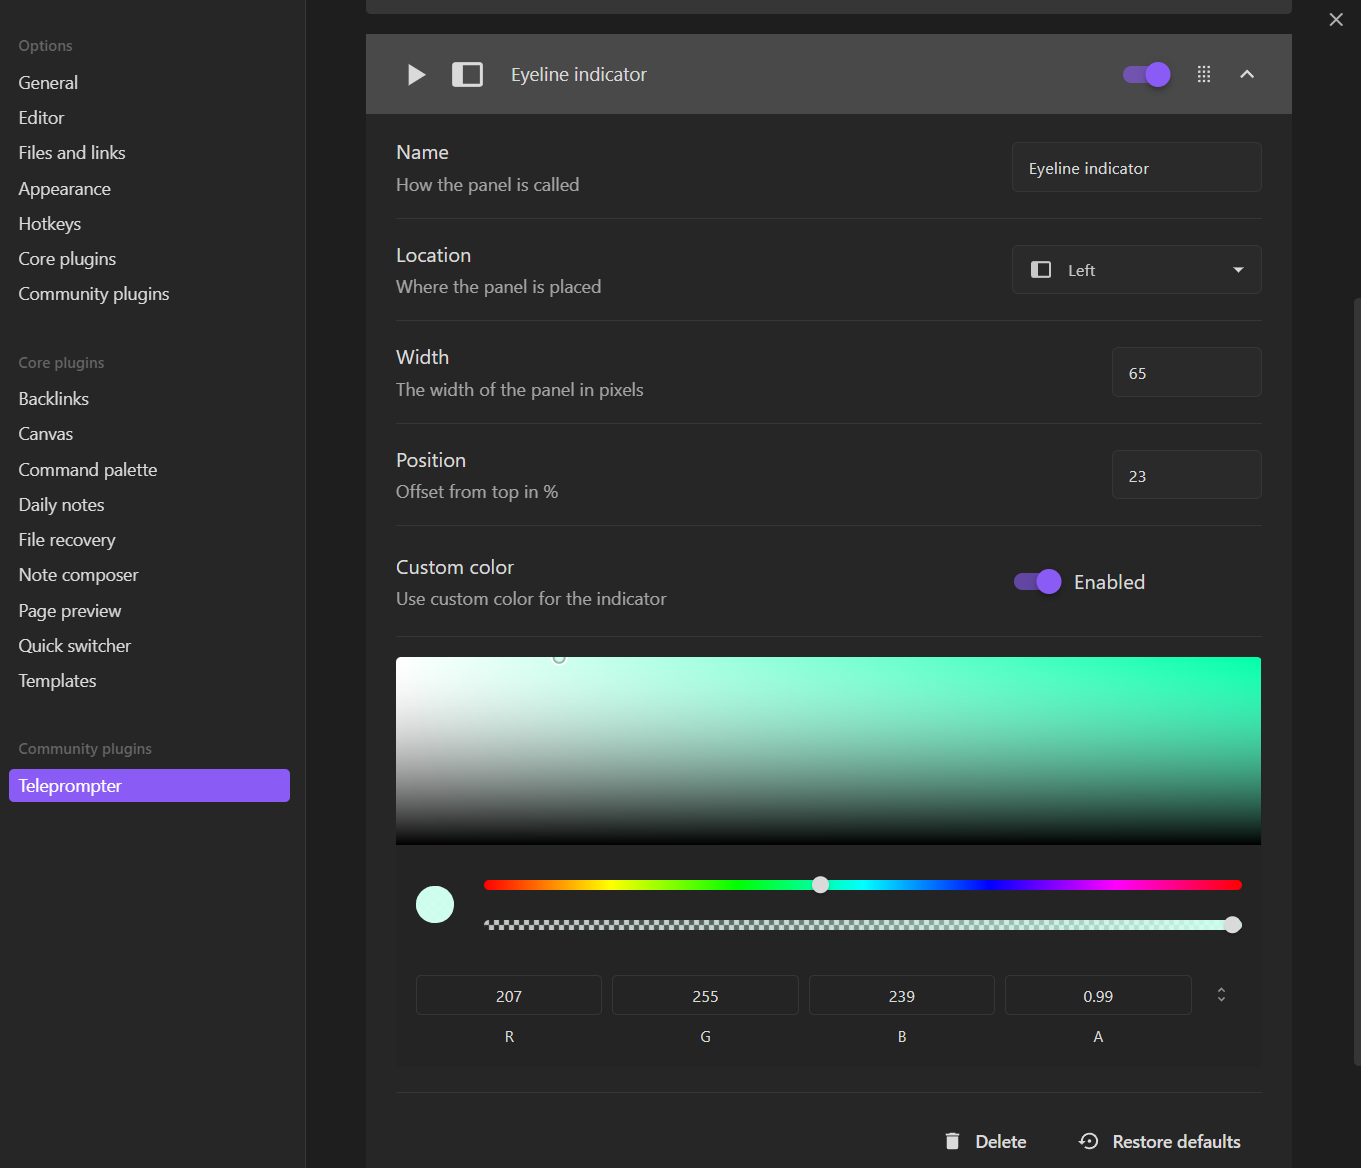 Options
General
Editor
Files and links
Appearance
Hotkeys
Core plugins
Community plugins
Core plugins
Backlinks
Canvas
Command palette
Daily notes
File recovery
Note composer
Page preview
Quick switcher
Templates
Community plugins
Teleprompter
Eyeline indicator
Name
How the panel is called
Eyeline indicator
Location
Where the panel is placed
Left
Width
The width of the panel in pixels
65
Position
Offset from top in %
23
Custom color
Use custom color for the indicator
Enabled
207 255 239 0.99
R G B A
Delete Restore defaults